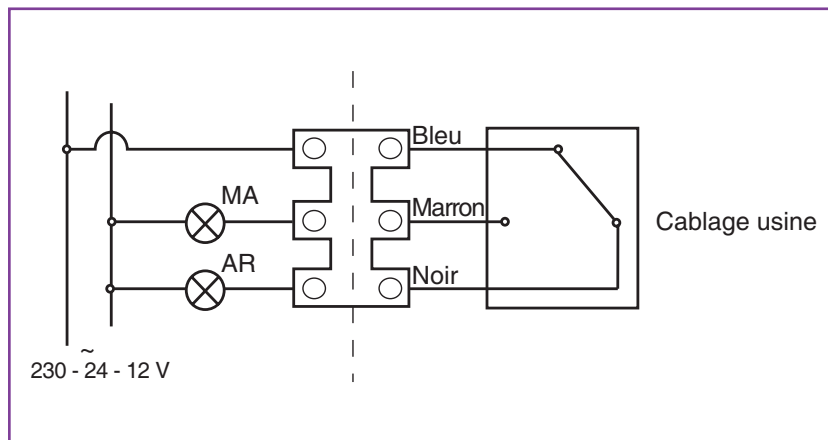 Bleu
MA
Marron
Cablage usine
AR
Noir
~
230 - 24 - 12 V